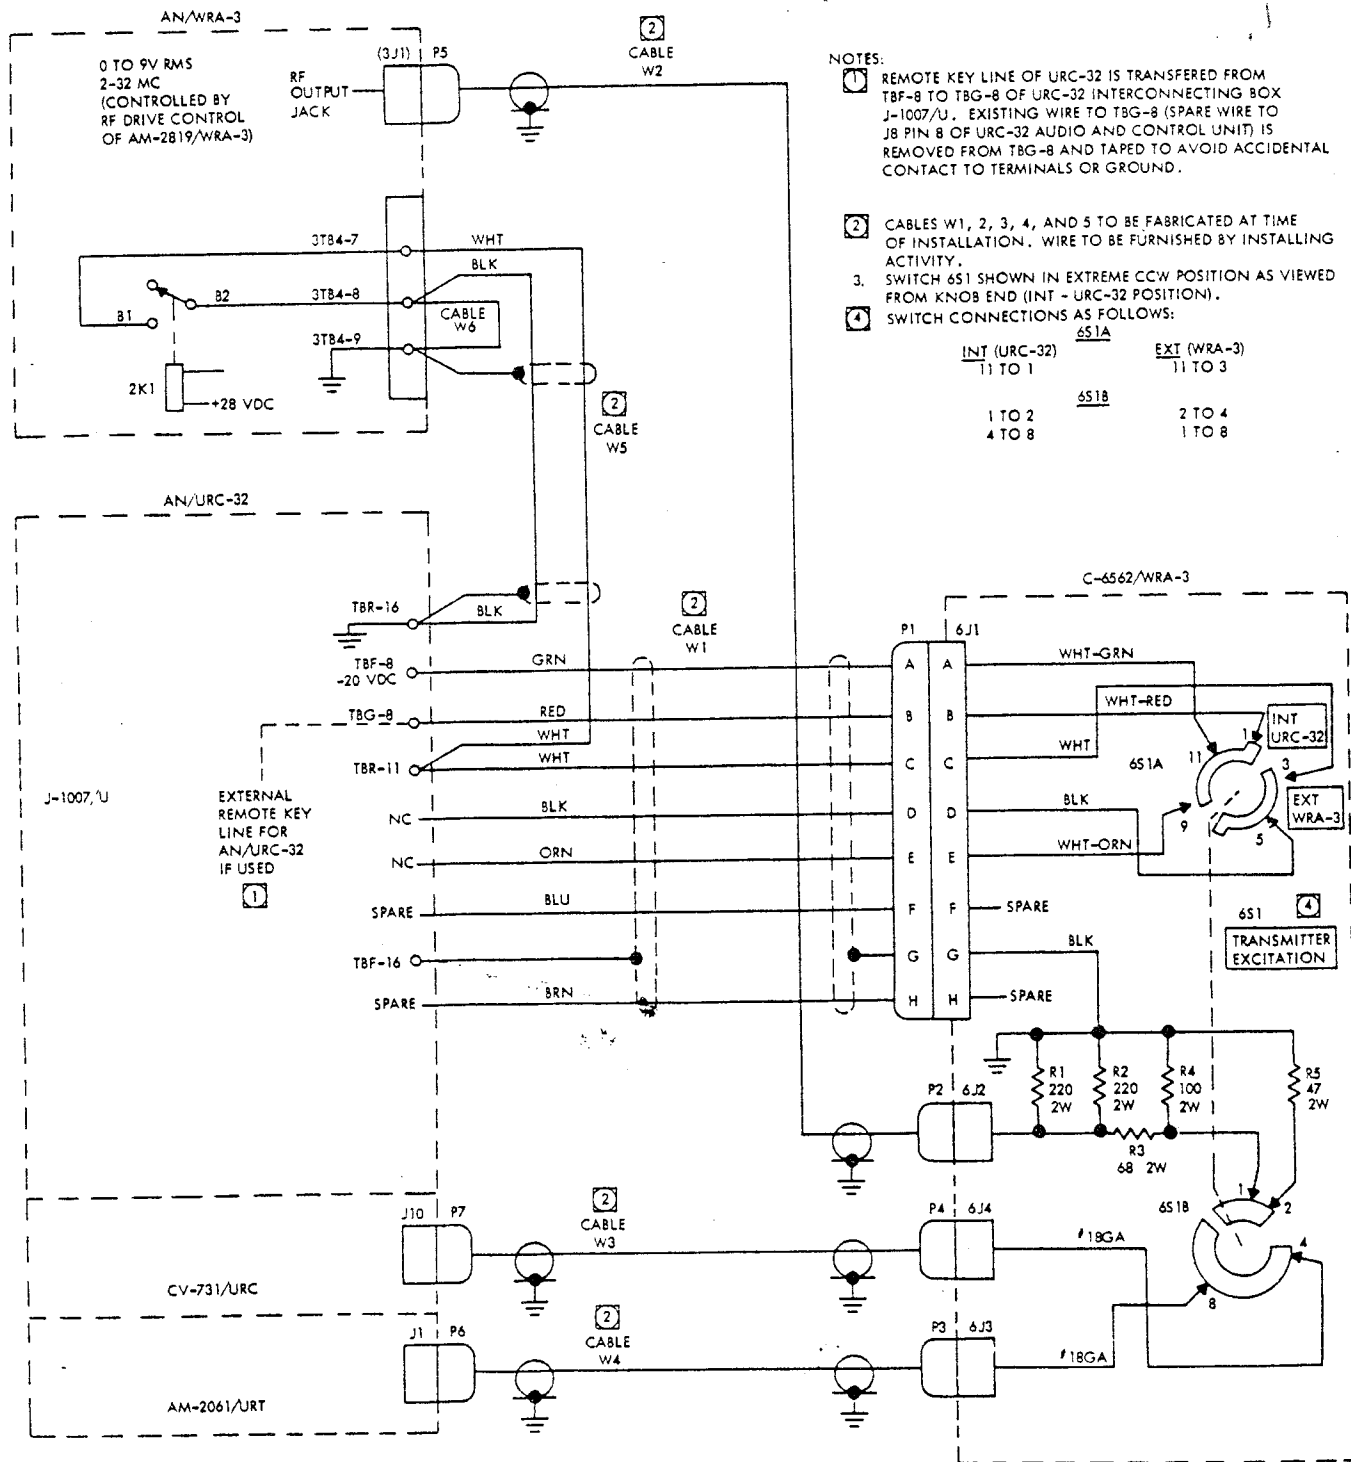 AN/WRA-3
0 TO 9V RMS
2-32 MC
(CONTROLLED BY
RF DRIVE CONTROL
OF AM-2819/WRA-3)
RF
OUTPUT
JACK
(3J1)
P5
2
CABLE
W2
3TB4-7
WHT
BLK
B2
3TB4-8
B1
CABLE
W6
3TB4-9
2K1
+28 VDC
2
CABLE
W5
NOTES:
1 REMOTE KEY LINE OF URC-32 IS TRANSFERED FROM
TBF-8 TO TBG-8 OF URC-32 INTERCONNECTING BOX
J-1007/U. EXISTING WIRE TO TBG-8 (SPARE WIRE TO
J8 PIN 8 OF URC-32 AUDIO AND CONTROL UNIT) IS
REMOVED FROM TBG-8 AND TAPED TO AVOID ACCIDENTAL
CONTACT TO TERMINALS OR GROUND.
2 CABLES W1, 2, 3, 4, AND 5 TO BE FABRICATED AT TIME
OF INSTALLATION. WIRE TO BE FURNISHED BY INSTALLING
ACTIVITY.
3. SWITCH 6S1 SHOWN IN EXTREME CCW POSITION AS VIEWED
FROM KNOB END (INT - URC-32 POSITION).
4 SWITCH CONNECTIONS AS FOLLOWS:
6S1A
INT (URC-32) EXT (WRA-3)
11 TO 1 11 TO 3
6S1B
1 TO 2 2 TO 4
4 TO 8 1 TO 8
AN/URC-32
TBR-16
BLK
TBF-8
-20 VDC
GRN
TBG-8
RED
WHT
TBR-11
WHT
J-1007/U
EXTERNAL
REMOTE KEY
LINE FOR
AN/URC-32
IF USED
1
NC
BLK
NC
ORN
SPARE
BLU
TBF-16
SPARE
BRN
2
CABLE
W1
C-6562/WRA-3
P1
6J1
A A
B B
C C
D D
E E
F F
G G
H H
WHT-GRN
WHT-RED
WHT
BLK
WHT-ORN
SPARE
BLK
SPARE
6S1A
11
1
INT
URC-32
3
EXT
WRA-3
9
5
6S1
4
TRANSMITTER
EXCITATION
R1
220
2W
R2
220
2W
R4
100
2W
R5
47
2W
R3
68 2W
P2
6J2
6S1B
1
2
4
8
J10
P7
2
CABLE
W3
P4
6J4
#18GA
CV-731/URC
J1
P6
2
CABLE
W4
P3
6J3
#18GA
AM-2061/URT